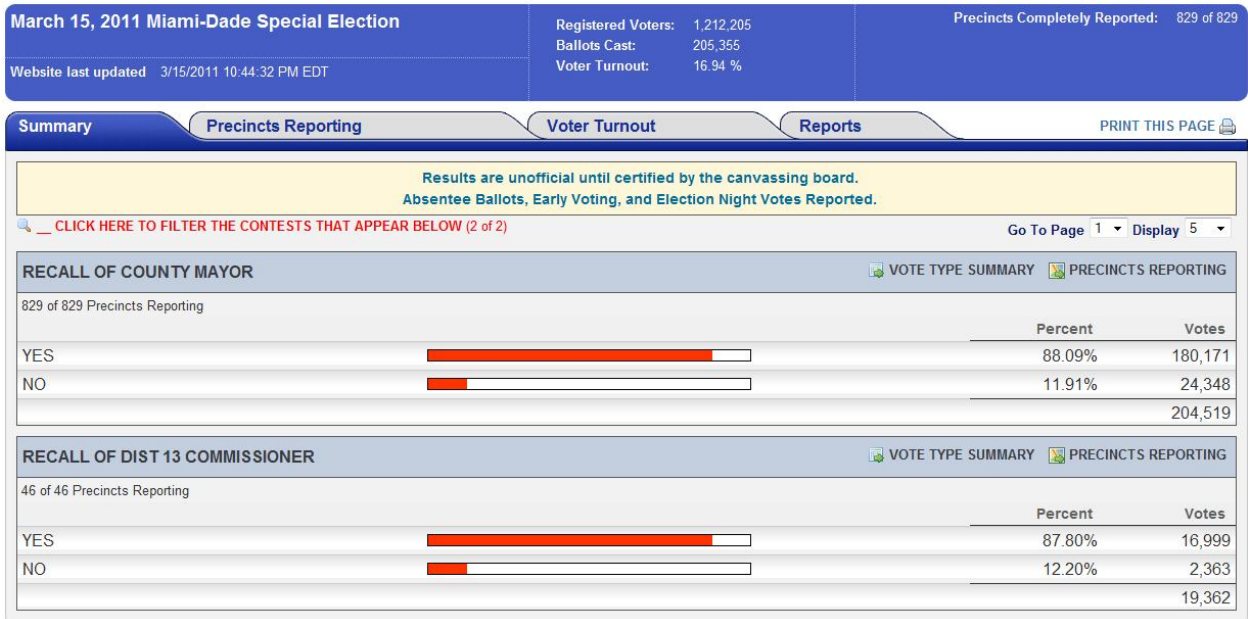 March 15, 2011 Miami-Dade Special Election
Website last updated 3/15/2011 10:44:32 PM EDT
Registered Voters: 1,212,205
Ballots Cast: 205,355
Voter Turnout: 16.94 %
Precincts Completely Reported: 829 of 829
Summary Precincts Reporting Voter Turnout Reports PRINT THIS PAGE
Results are unofficial until certified by the canvassing board.
Absentee Ballots, Early Voting, and Election Night Votes Reported.
__ CLICK HERE TO FILTER THE CONTESTS THAT APPEAR BELOW (2 of 2) Go To Page 1 Display 5
RECALL OF COUNTY MAYOR VOTE TYPE SUMMARY PRECINCTS REPORTING
829 of 829 Precincts Reporting
Percent Votes
YES 88.09% 180,171
NO 11.91% 24,348
204,519
RECALL OF DIST 13 COMMISSIONER VOTE TYPE SUMMARY PRECINCTS REPORTING
46 of 46 Precincts Reporting
Percent Votes
YES 87.80% 16,999
NO 12.20% 2,363
19,362